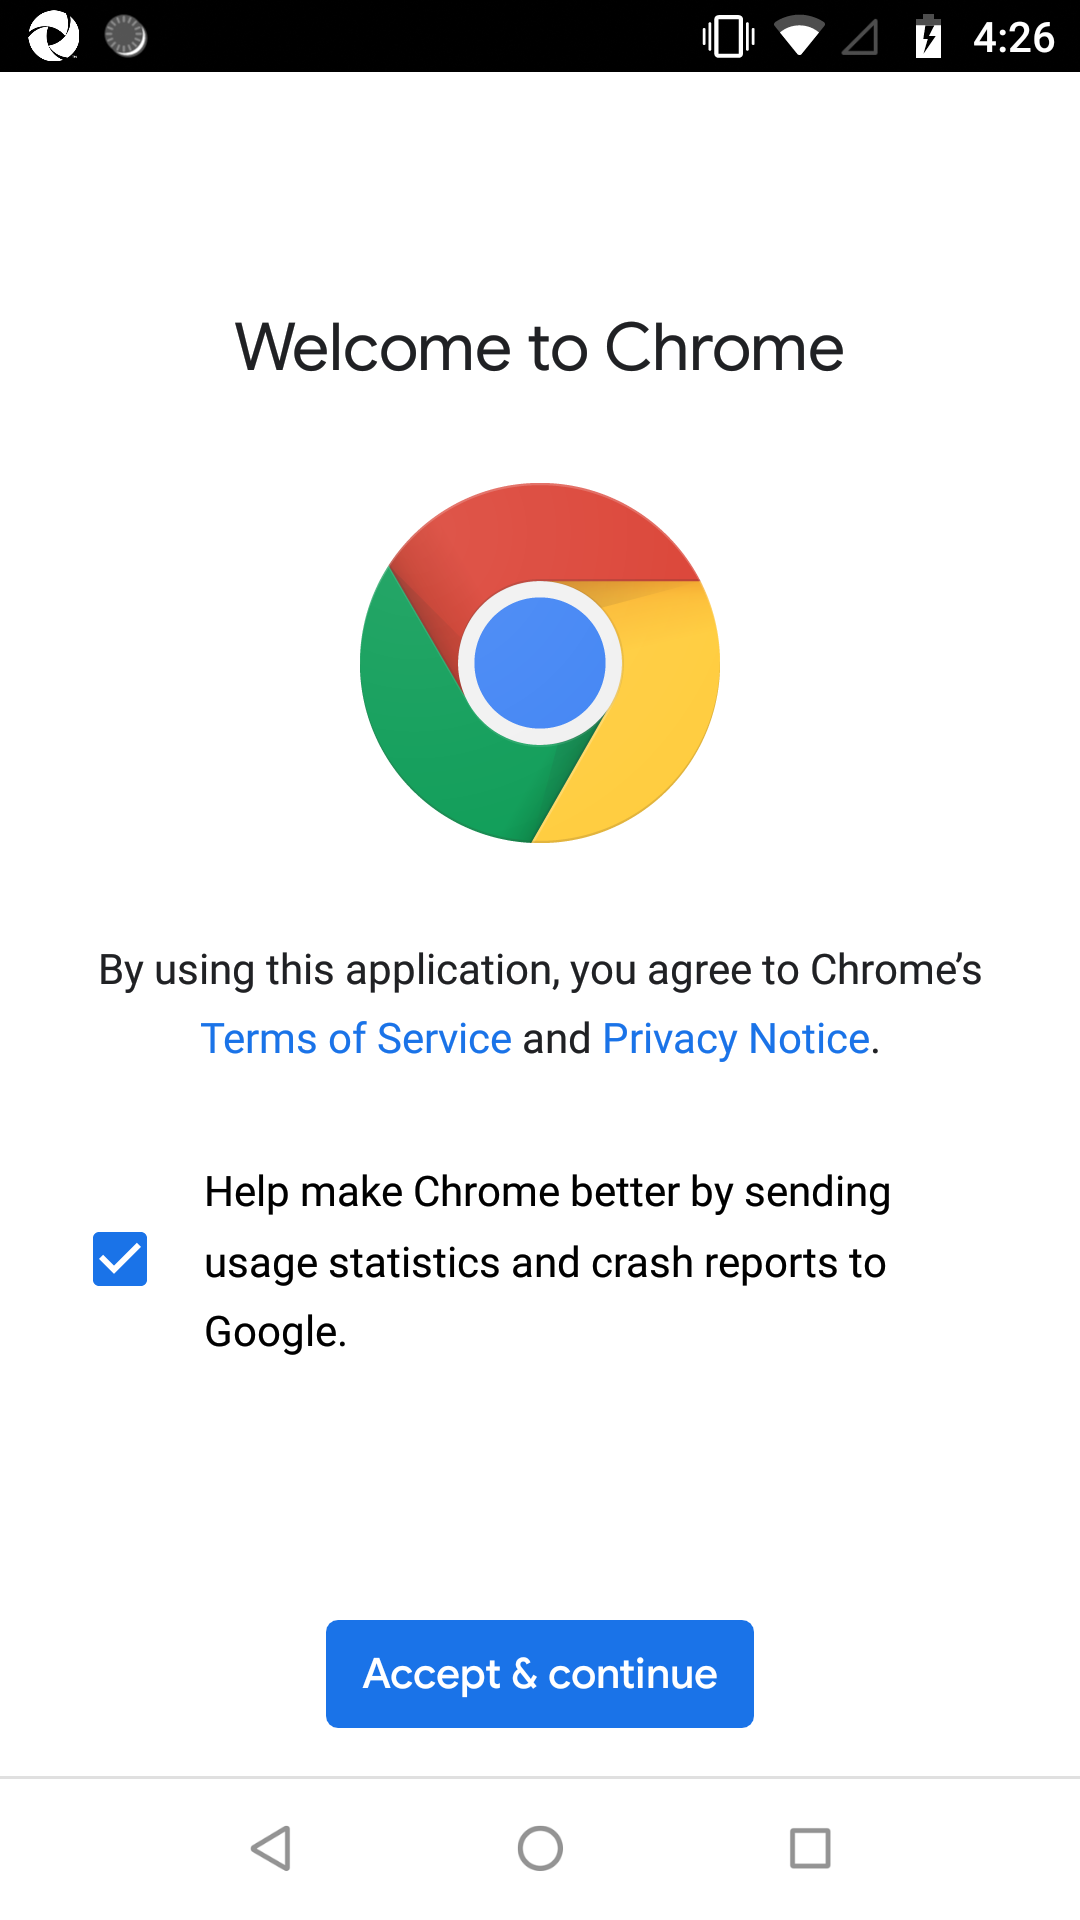 4:26
Welcome to Chrome
By using this application, you agree to Chrome’s
Terms of Service and Privacy Notice.
Help make Chrome better by sending
usage statistics and crash reports to
Google.
Accept & continue